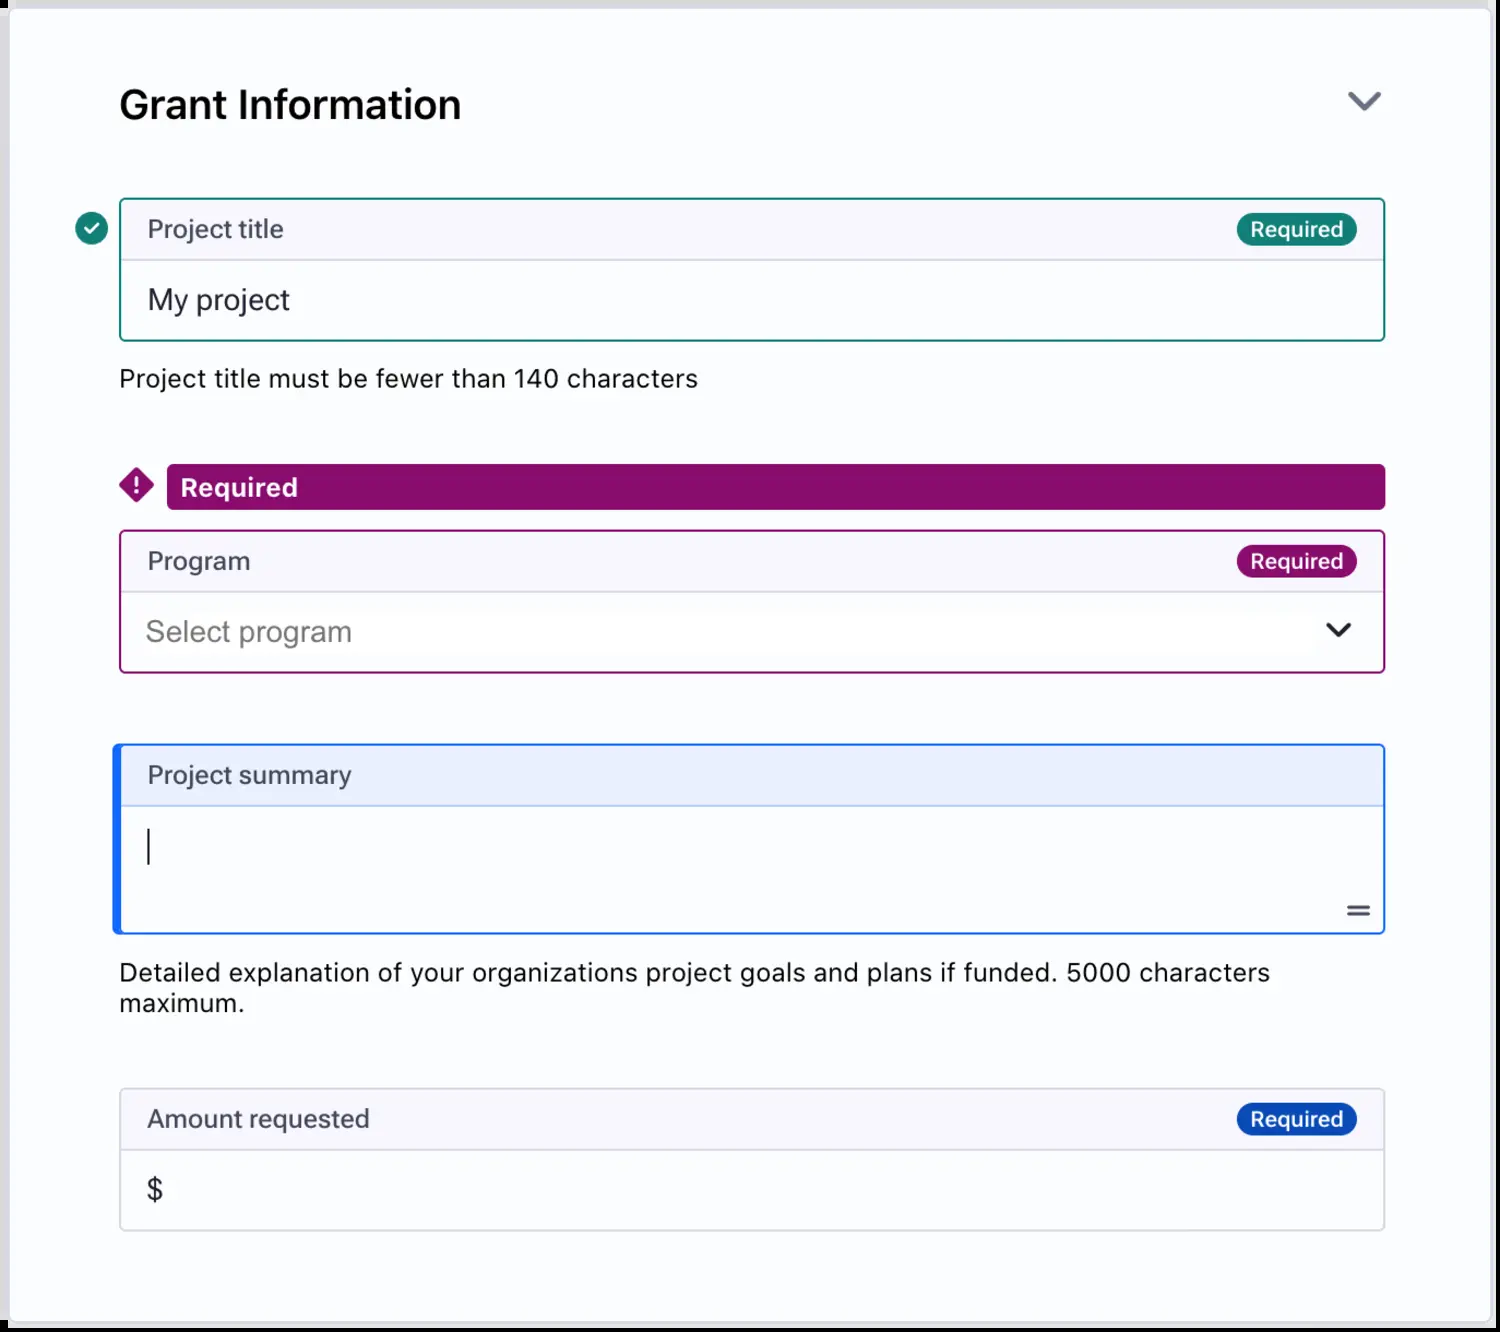 Grant Information
Project title Required
My project
Project title must be fewer than 140 characters
Required
Program Required
Select program
Project summary
Detailed explanation of your organizations project goals and plans if funded. 5000 characters
maximum.
Amount requested Required
$